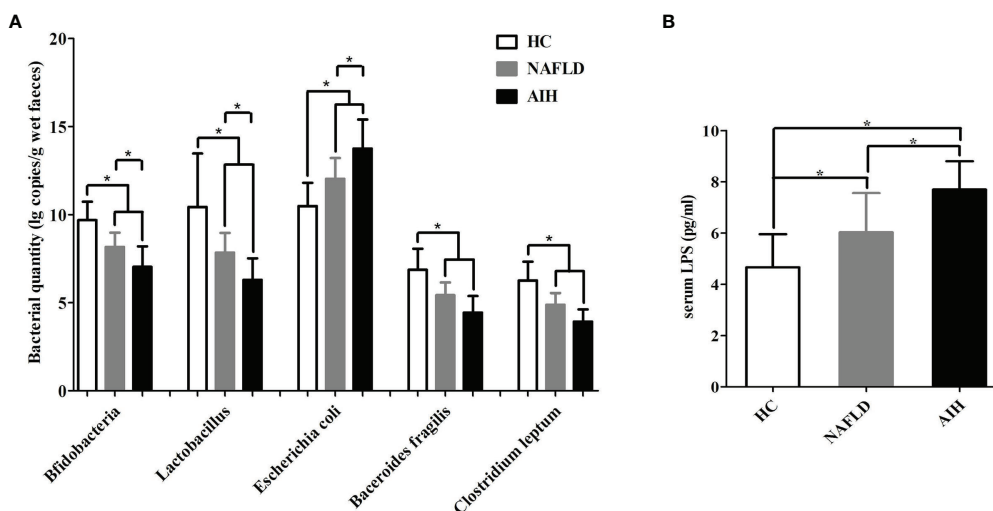 A
Bacterial quantity (lg copies/g wet faeces)
20
15
10
5
0
HC
NAFLD
AIH
*
*
*
*
*
*
*
*
Bfidobacteria
Lactobacillus
Escherichia coli
Baceroides fragilis
Clostridium leptum
B
serum LPS (pg/ml)
10
8
6
4
2
0
*
*
*
HC
NAFLD
AIH